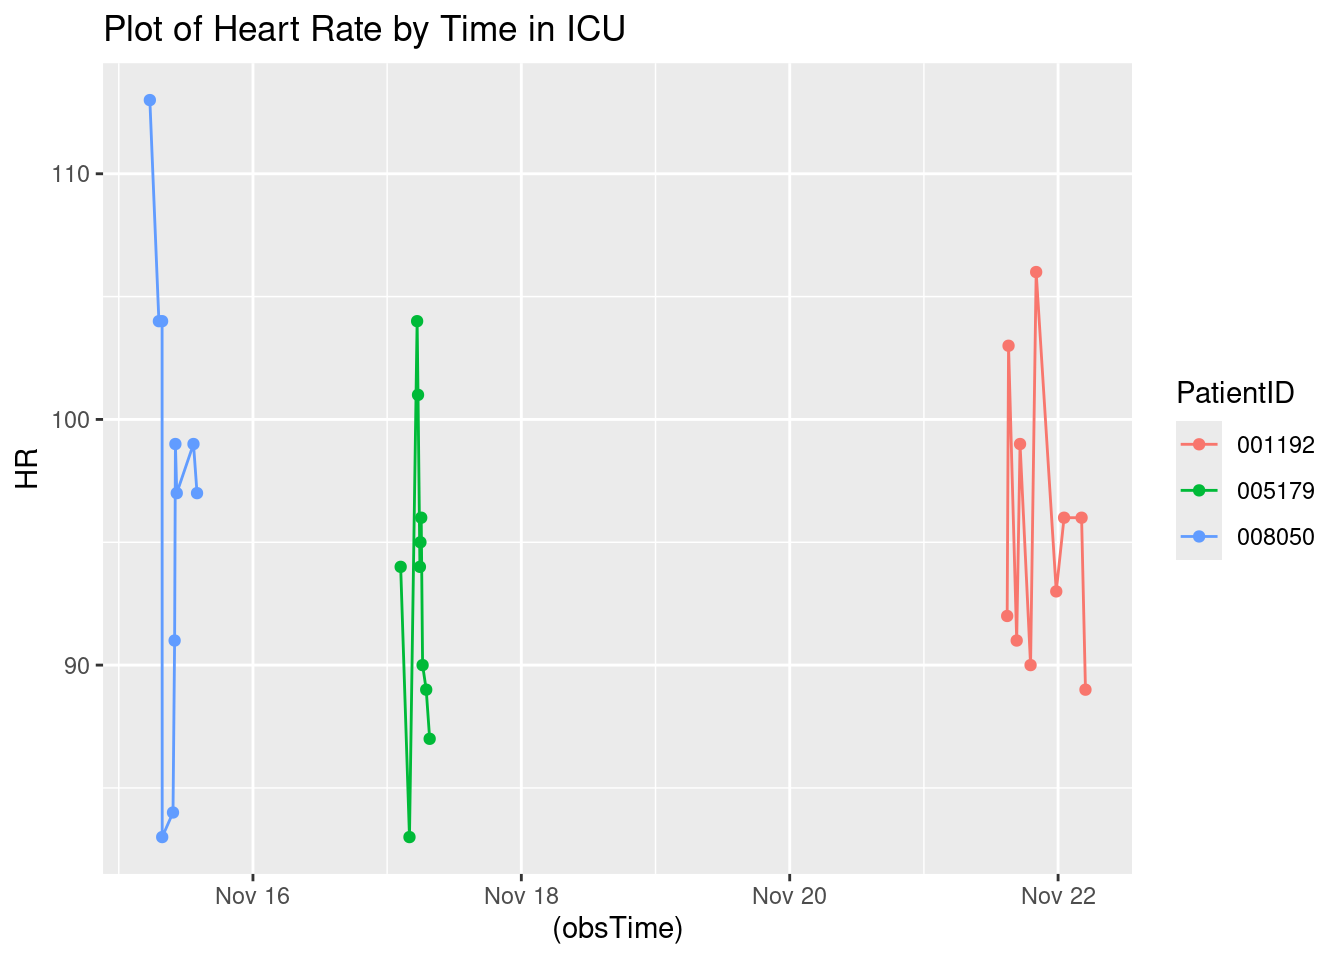 Plot of Heart Rate by Time in ICU
110
100
90
HR
Nov 16
Nov 18
Nov 20
Nov 22
(obsTime)
PatientID
001192
005179
008050